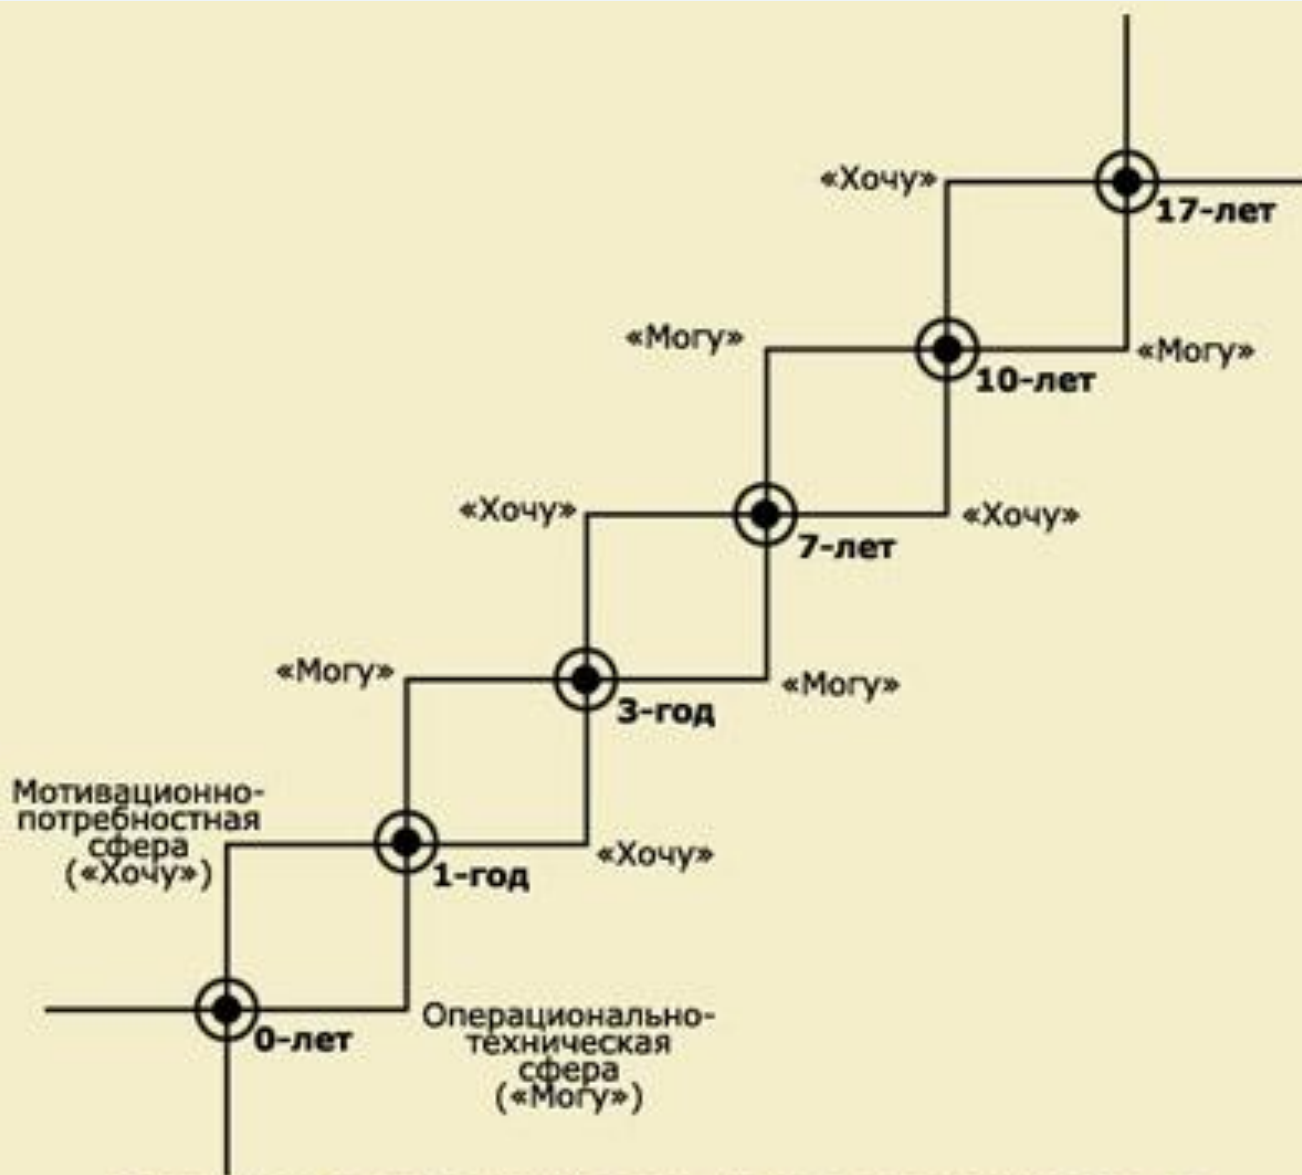 «Хочу»
17-лет
«Могу»
«Могу»
10-лет
«Хочу»
«Хочу»
7-лет
«Могу»
«Могу»
3-год
Мотивационно-
потребностная
сфера
(«Хочу»)
«Хочу»
1-год
Операционально-
техническая
сфера
(«Могу»)
0-лет